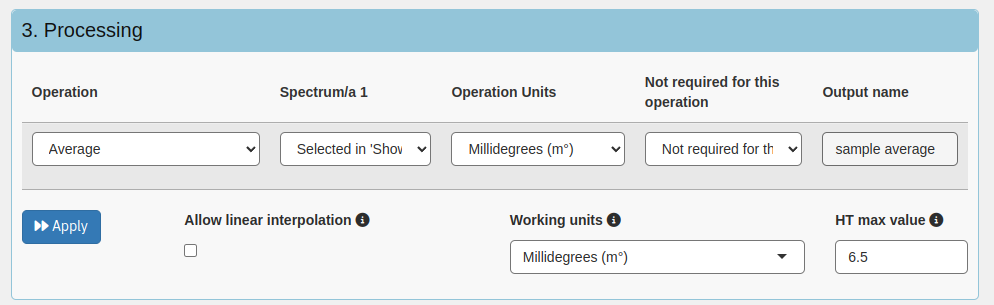 3. Processing
Operation
Spectrum/a 1
Operation Units
Not required for this
operation
Output name
Average
Selected in 'Show
Millidegrees (m°)
Not required for th
sample average
Apply
Allow linear interpolation
Working units
HT max value
Millidegrees (m°)
6.5